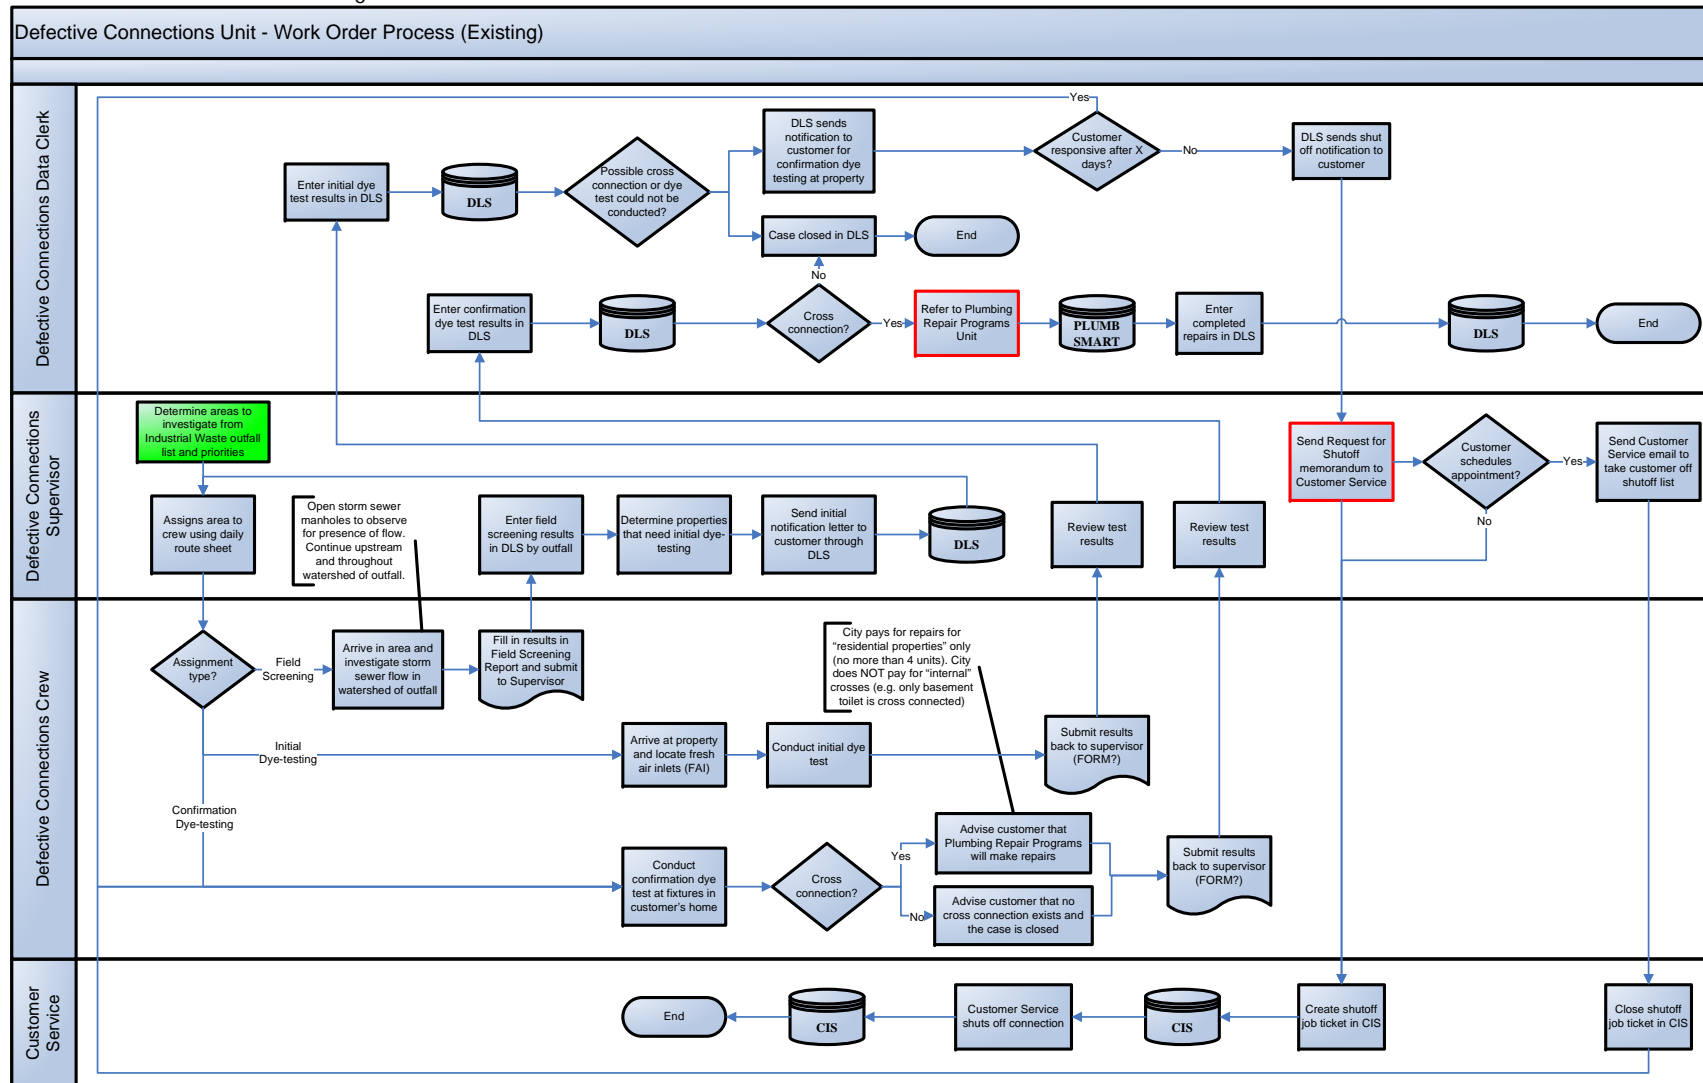 Defective Connections Unit - Work Order Process (Existing)
Defective Connections Data Clerk
Yes
DLS sends
notification to
customer for
confirmation dye
testing at property
Customer
responsive after X
days?
No
DLS sends shut
off notification to
customer
Enter initial dye
test results in DLS
DLS
Possible cross
connection or dye
test could not be
conducted?
Case closed in DLS
End
No
Enter confirmation
dye test results in
DLS
DLS
Cross
connection?
Yes
Refer to Plumbing
Repair Programs
Unit
PLUMB
SMART
Enter
completed
repairs in DLS
DLS
End
Defective Connections
Supervisor
Determine areas to
investigate from
Industrial Waste outfall
list and priorities
Assigns area to
crew using daily
route sheet
Open storm sewer
manholes to observe
for presence of flow.
Continue upstream
and throughout
watershed of outfall.
Enter field
screening results
in DLS by outfall
Determine properties
that need initial dye-
testing
Send initial
notification letter to
customer through
DLS
DLS
Review test
results
Review test
results
Send Request for
Shutoff
memorandum to
Customer Service
Customer
schedules
appointment?
Yes
Send Customer
Service email to
take customer off
shutoff list
No
Defective Connections Crew
Assignment
type?
Field
Screening
Arrive in area and
investigate storm
sewer flow in
watershed of outfall
Fill in results in
Field Screening
Report and submit
to Supervisor
City pays for repairs for
“residential properties” only
(no more than 4 units). City
does NOT pay for “internal”
crosses (e.g. only basement
toilet is cross connected)
Initial
Dye-testing
Arrive at property
and locate fresh
air inlets (FAI)
Conduct initial dye
test
Submit results
back to supervisor
(FORM?)
Confirmation
Dye-testing
Conduct
confirmation dye
test at fixtures in
customer’s home
Cross
connection?
Yes
Advise customer that
Plumbing Repair Programs
will make repairs
No
Advise customer that no
cross connection exists and
the case is closed
Submit results
back to supervisor
(FORM?)
Customer
Service
End
CIS
Customer Service
shuts off connection
CIS
Create shutoff
job ticket in CIS
Close shutoff
job ticket in CIS